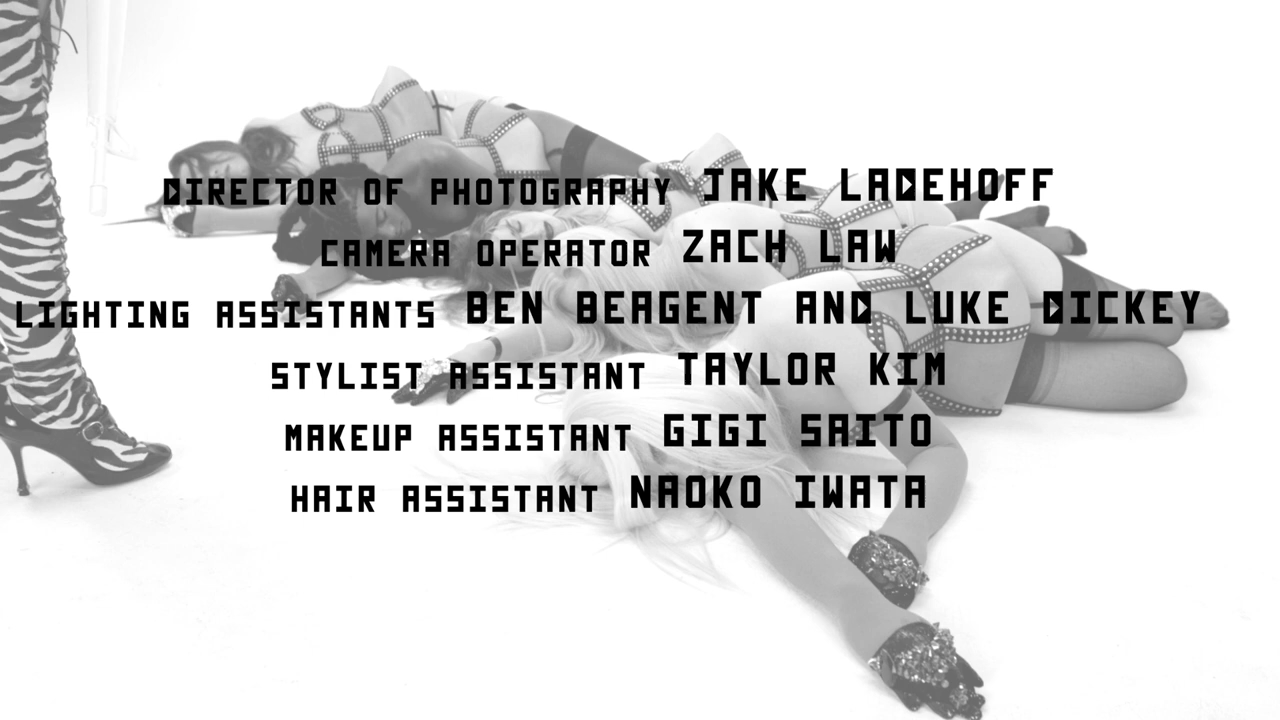 DIRECTOR OF PHOTOGRAPHY JAKE LADEHOFF
CAMERA OPERATOR ZACH LAW
LIGHTING ASSISTANTS BEN BEAGENT AND LUKE DICKEY
STYLIST ASSISTANT TAYLOR KIM
MAKEUP ASSISTANT GIGI SAITO
HAIR ASSISTANT NAOKO IWATA